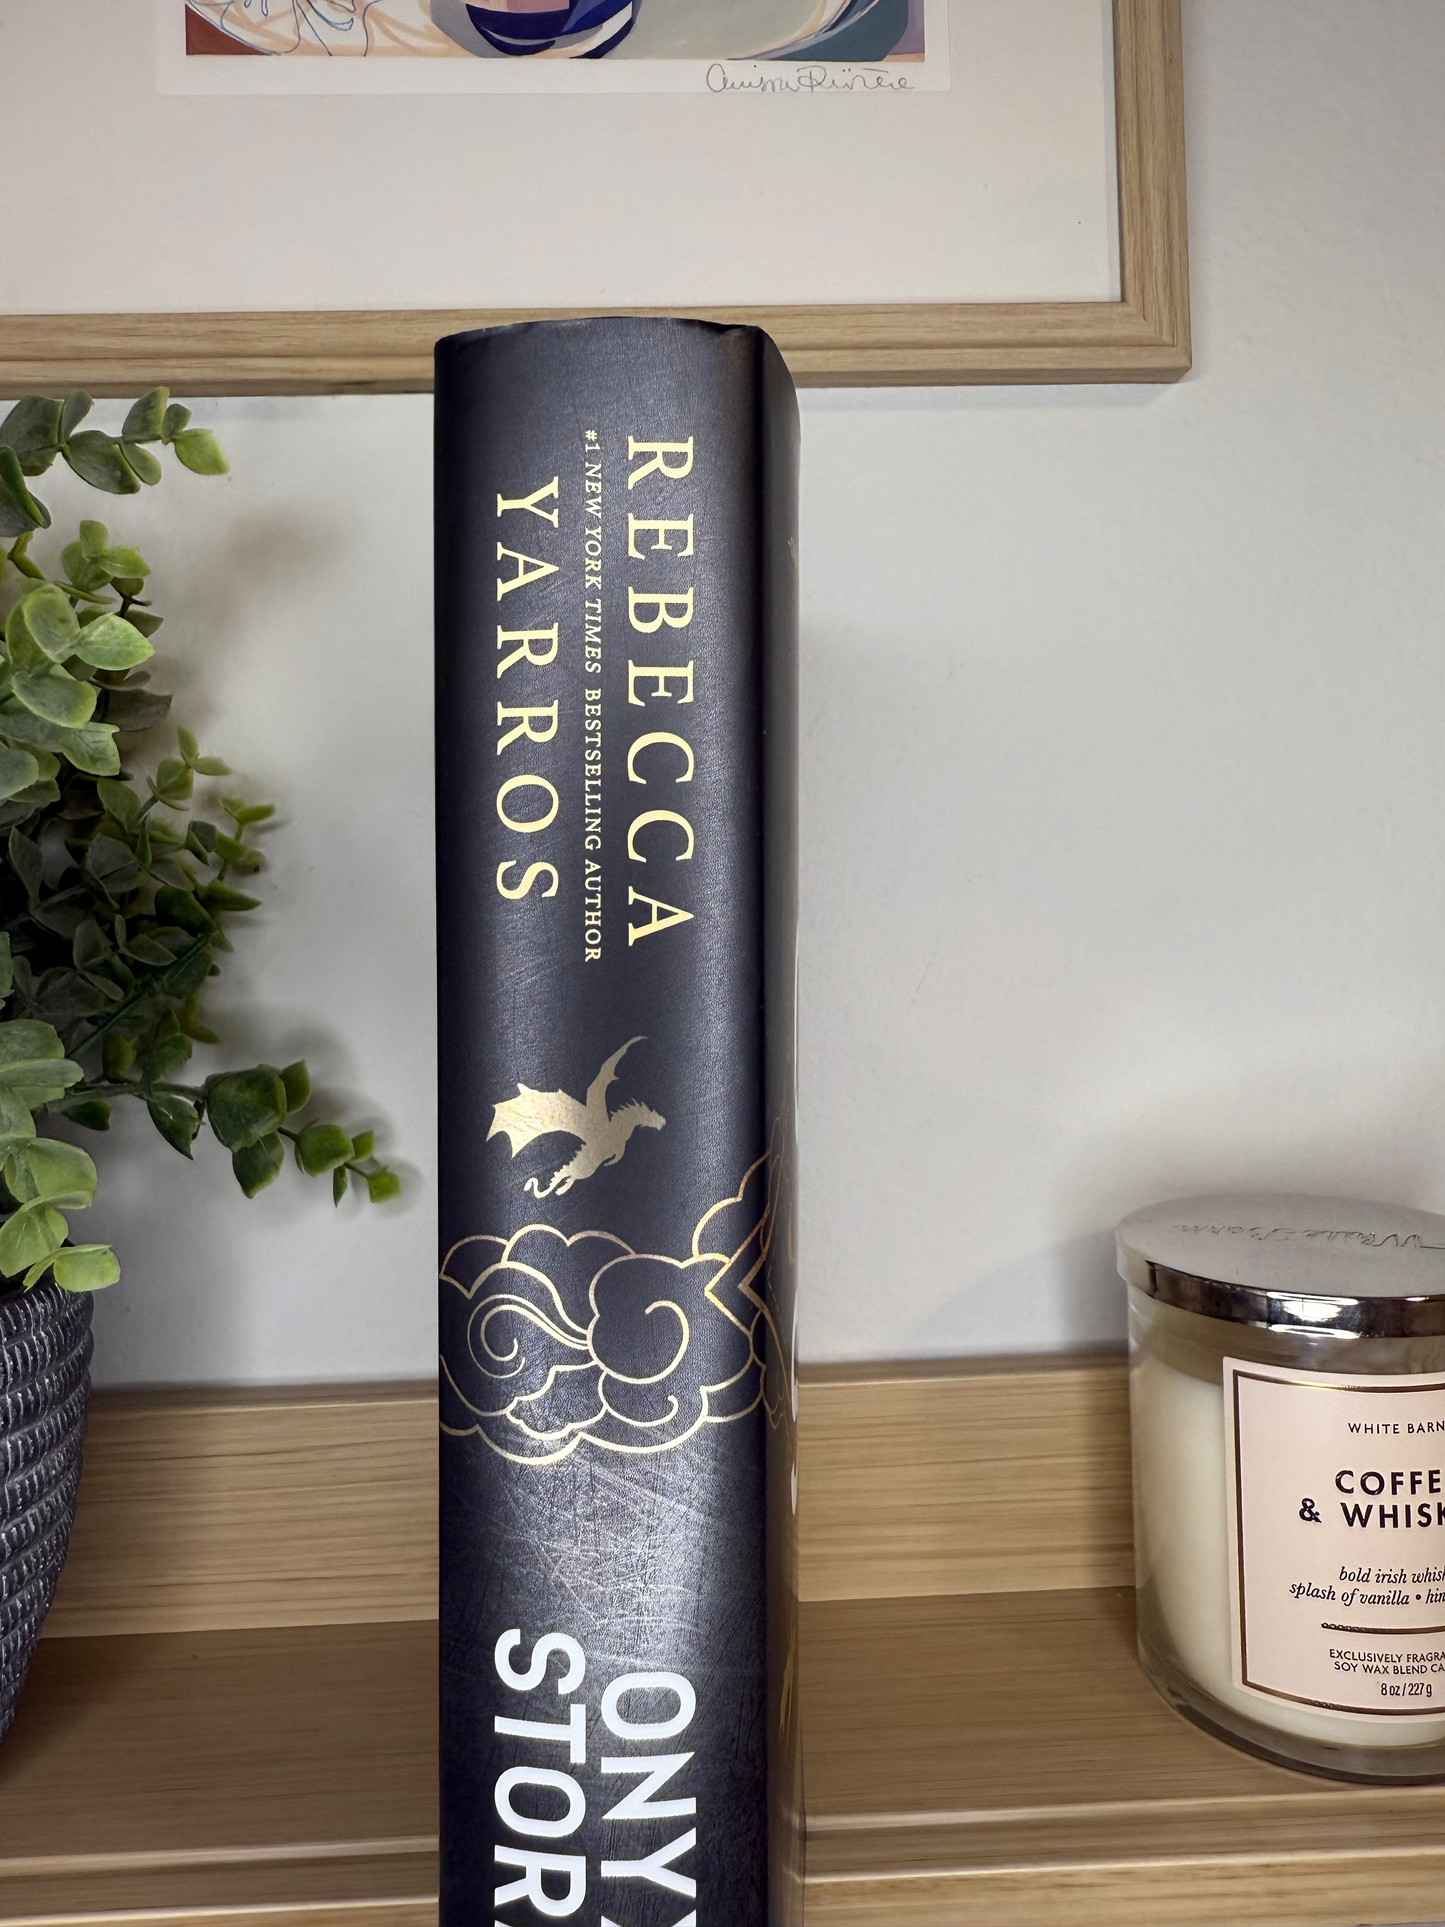 REBECCA
#1 NEW YORK TIMES BESTSELLING AUTHOR
YARROS
ONY
STOR
WHITE BARN
COFFE
& WHISK
bold irish whisk
splash of vanilla • hin
EXCLUSIVELY FRAGRA
SOY WAX BLEND CA
8 oz / 227 g